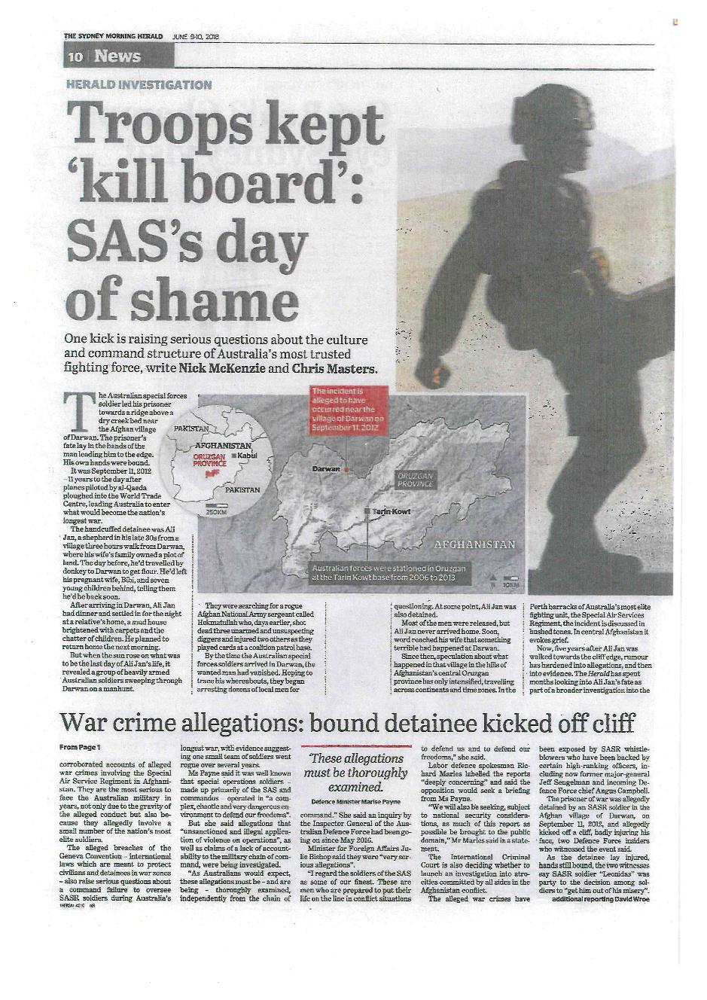 THE SYDNEY MORNING HERALD JUNE 9-10, 2018
10 News
HERALD INVESTIGATION
Troops kept
‘kill board’:
SAS’s day
of shame
One kick is raising serious questions about the culture
and command structure of Australia’s most trusted
fighting force, write Nick McKenzie and Chris Masters.
The Australian special forces
soldier led his prisoner
towards a ridge above a
dry creek bed near
the Afghan village
of Darwan. The prisoner’s
fate lay in the hands of the
man leading him to the edge.
His own hands were bound.
It was September 11, 2012
– 11 years to the day after
planes piloted by al-Qaeda
ploughed into the World Trade
Centre, leading Australia to enter
what would become the nation’s
longest war.
The handcuffed detainee was Ali
Jan, a shepherd in his late 30s from a
village three hours walk from Darwan,
where his wife’s family owned a plot of
land. The day before, he’d travelled by
donkey to Darwan to get flour. He’d left
his pregnant wife, Bibi, and seven
young children behind, telling them
he’d be back soon.
After arriving in Darwan, Ali Jan
had dinner and settled in for the night
at a relative’s home, a mud house
brightened with carpets and the
chatter of children. He planned to
return home the next morning.
But when the sun rose on what was
to be the last day of Ali Jan’s life, it
revealed a group of heavily armed
Australian soldiers sweeping through
Darwan on a manhunt.
The incident is
alleged to have
occurred near the
village of Darwan on
September 11, 2012
PAKISTAN
AFGHANISTAN
ORUZGAN
PROVINCE
Kabul
PAKISTAN
250KM
Darwan
ORUZGAN
PROVINCE
Tarin Kowt
AFGHANISTAN
Australian forces were stationed in Oruzgan
at the Tarin Kowt base from 2006 to 2013
N 10KM
They were searching for a rogue
Afghan National Army sergeant called
Hekmatullah who, days earlier, shot
dead three unarmed and unsuspecting
diggers and injured two others as they
played cards at a coalition patrol base.
By the time the Australian special
forces soldiers arrived in Darwan, the
wanted man had vanished. Hoping to
trace his whereabouts, they began
arresting dozens of local men for
questioning. At some point, Ali Jan was
also detained.
Most of the men were released, but
Ali Jan never arrived home. Soon,
word reached his wife that something
terrible had happened at Darwan.
Since then, speculation about what
happened in that village in the hills of
Afghanistan’s central Oruzgan
province has only intensified, travelling
across continents and time zones. In the
Perth barracks of Australia’s most elite
fighting unit, the Special Air Services
Regiment, the incident is discussed in
hushed tones. In central Afghanistan it
evokes grief.
Now, five years after Ali Jan was
walked towards the cliff edge, rumour
has hardened into allegations, and then
into evidence. The Herald has spent
months looking into Ali Jan’s fate as
part of a broader investigation into the
War crime allegations: bound detainee kicked off cliff
From Page 1
corroborated accounts of alleged
war crimes involving the Special
Air Service Regiment in Afghani-
stan. They are the most serious to
face the Australian military in
years, not only due to the gravity of
the alleged conduct but also be-
cause they allegedly involve a
small number of the nation’s most
elite soldiers.
The alleged breaches of the
Geneva Convention – international
laws which are meant to protect
civilians and detainees in war zones
– also raise serious questions about
a command failure to oversee
SASR soldiers during Australia’s
longest war, with evidence suggest-
ing one small team of soldiers went
rogue over several years.
Ms Payne said it was well known
that special operations soldiers –
made up primarily of the SAS and
commandos – operated in “a com-
plex, chaotic and very dangerous en-
vironment to defend our freedoms”.
But she said allegations that
“unsanctioned and illegal applica-
tion of violence on operations”, as
well as claims of a lack of account-
ability to the military chain of com-
mand, were being investigated.
“As Australians would expect,
these allegations must be – and are
being – thoroughly examined,
independently from the chain of
‘These allegations
must be thoroughly
examined.
Defence Minister Marise Payne
command.” She said an inquiry by
the Inspector General of the Aus-
tralian Defence Force had been go-
ing on since May 2016.
Minister for Foreign Affairs Ju-
lie Bishop said they were “very ser-
ious allegations”.
“I regard the soldiers of the SAS
as some of our finest. These are
men who are prepared to put their
life on the line in conflict situations
to defend us and to defend our
freedoms,” she said.
Labor defence spokesman Ric-
hard Marles labelled the reports
“deeply concerning” and said the
opposition would seek a briefing
from Ms Payne.
“We will also be seeking, subject
to national security considera-
tions, as much of this report as
possible be brought to the public
domain,” Mr Marles said in a state-
ment.
The International Criminal
Court is also deciding whether to
launch an investigation into atro-
cities committed by all sides in the
Afghanistan conflict.
The alleged war crimes have
been exposed by SASR whistle-
blowers who have been backed by
certain high-ranking officers, in-
cluding now former major-general
Jeff Sengelman and incoming De-
fence Force chief Angus Campbell.
The prisoner of war was allegedly
detained by an SASR soldier in the
Afghan village of Darwan, on
September 11, 2012, and allegedly
kicked off a cliff, badly injuring his
face, two Defence Force insiders
who witnessed the event said.
As the detainee lay injured,
hands still bound, the two witnesses
say SASR soldier “Leonidas” was
party to the decision among sol-
diers to “get him out of his misery”.
additional reporting David Wroe